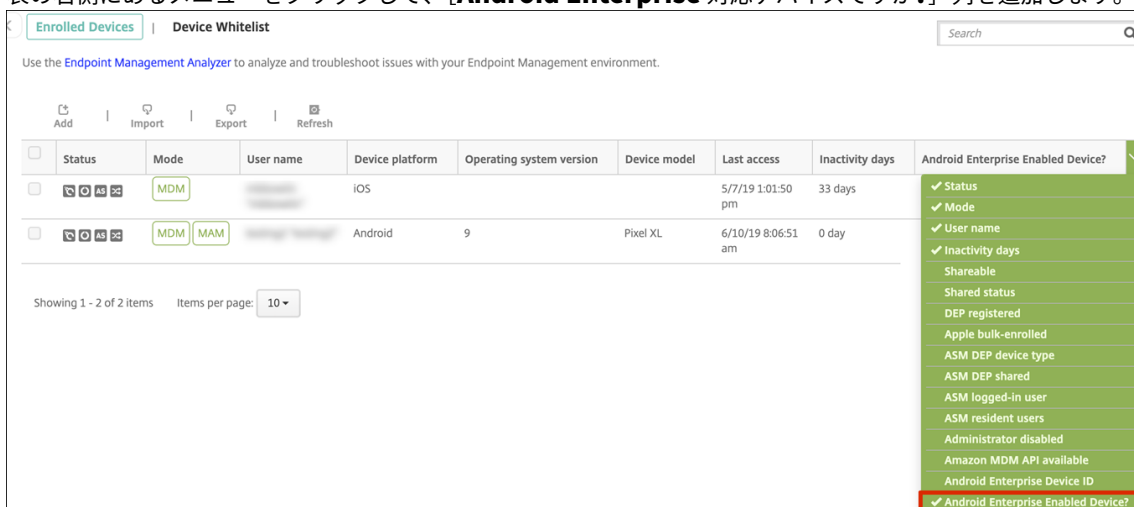 表の右側にあるメニューをクリックして、[Android Enterprise 対応デバイスですか?] 列を追加します。
Enrolled Devices | Device Whitelist
Search
Use the Endpoint Management Analyzer to analyze and troubleshoot issues with your Endpoint Management environment.
Add | Import | Export | Refresh
Status Mode User name Device platform Operating system version Device model Last access Inactivity days Android Enterprise Enabled Device?
AS MDM iOS 5/7/19 1:01:50 33 days
pm
AS MDM MAM Android 9 Pixel XL 6/10/19 8:06:51 0 day
am
Status
Mode
User name
Inactivity days
Shareable
Shared status
DEP registered
Apple bulk-enrolled
ASM DEP device type
ASM DEP shared
ASM logged-in user
ASM resident users
Administrator disabled
Amazon MDM API available
Android Enterprise Device ID
Android Enterprise Enabled Device?
Showing 1 - 2 of 2 items Items per page: 10